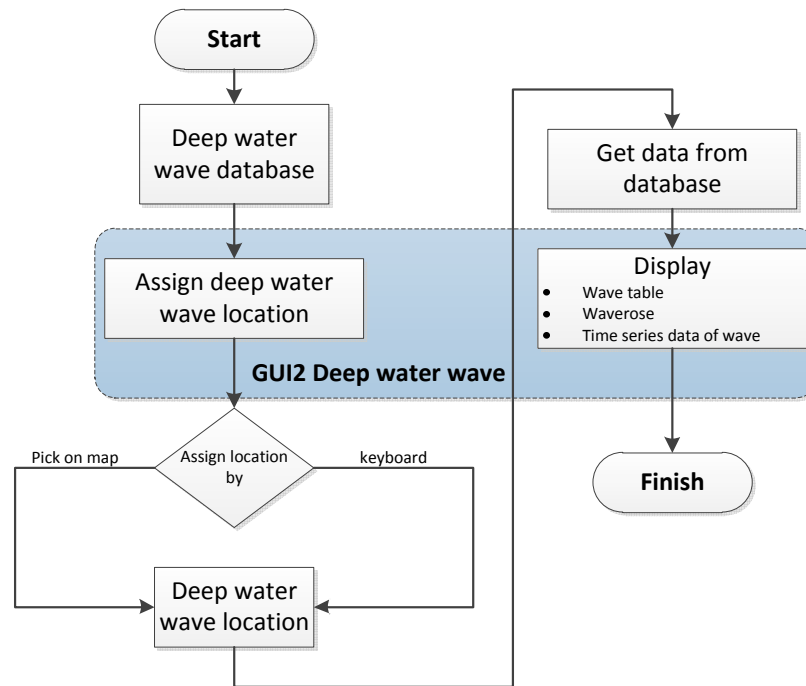 Start
Deep water
wave database
Assign deep water
wave location
GUI2 Deep water wave
Assign location
by
Pick on map
keyboard
Deep water
wave location
Get data from
database
Display
• Wave table
• Waverose
• Time series data of wave
Finish